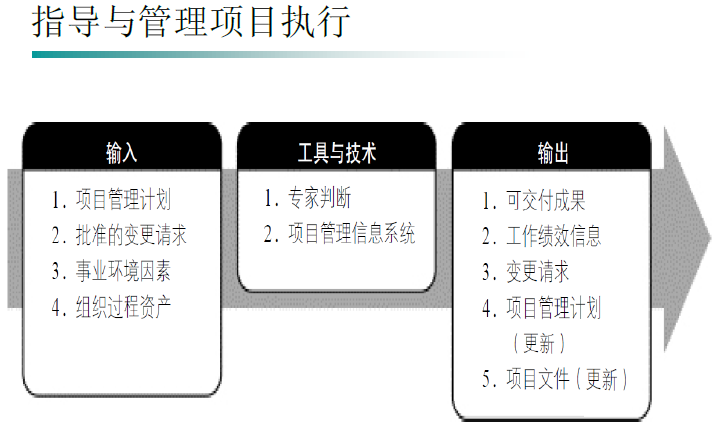 指导与管理项目执行
输入
1. 项目管理计划
2. 批准的变更请求
3. 事业环境因素
4. 组织过程资产
工具与技术
1. 专家判断
2. 项目管理信息系统
输出
1. 可交付成果
2. 工作绩效信息
3. 变更请求
4. 项目管理计划
（更新）
5. 项目文件（更新）